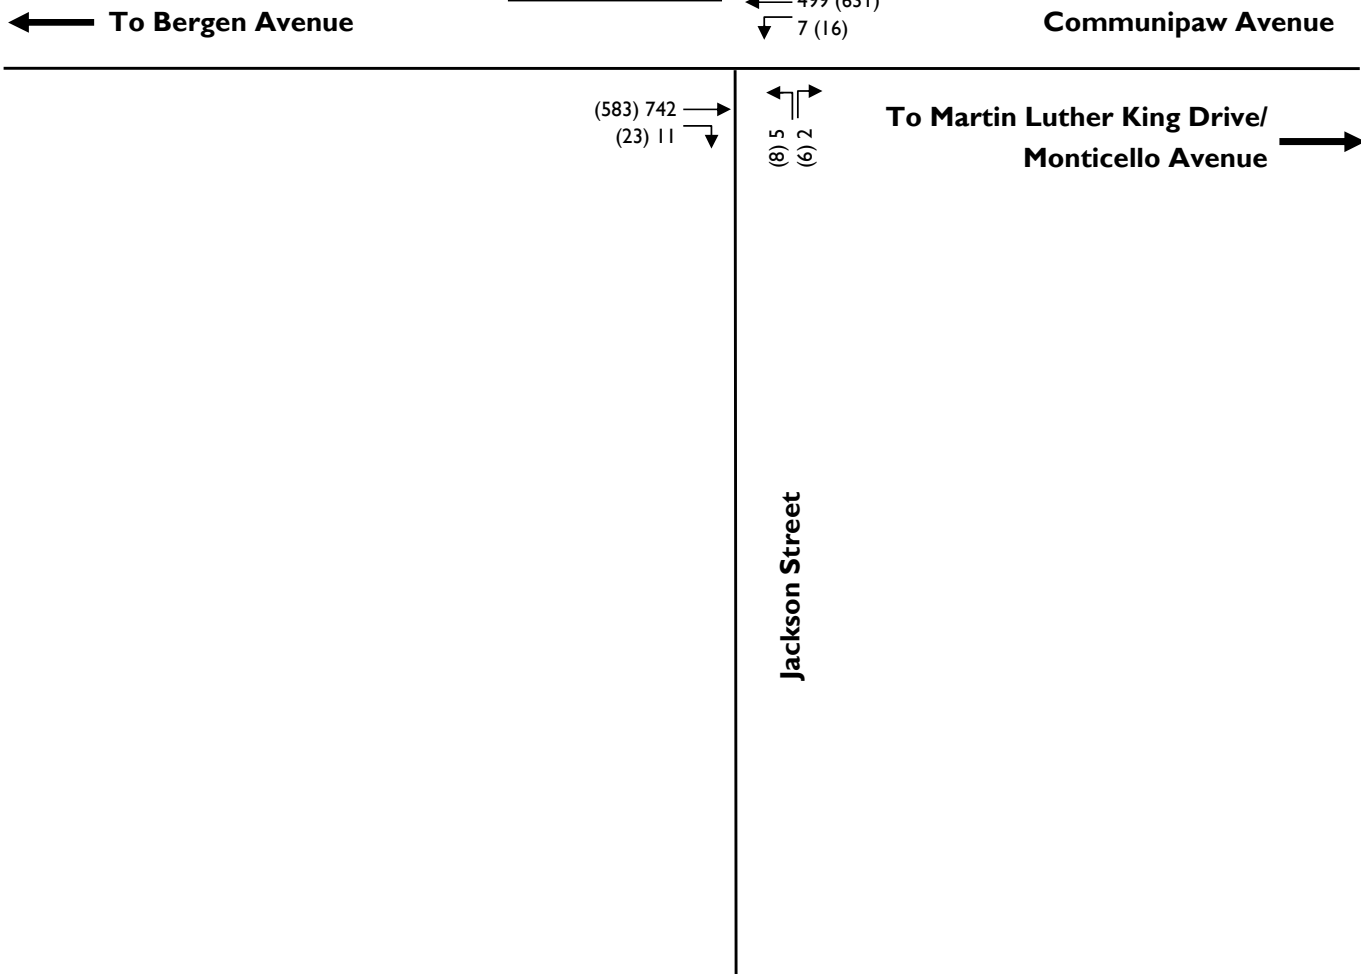 499 (631)
To Bergen Avenue
7 (16)
Communipaw Avenue
(583) 742
(23) 11
(8) 5
(6) 2
To Martin Luther King Drive/
Monticello Avenue
Jackson Street